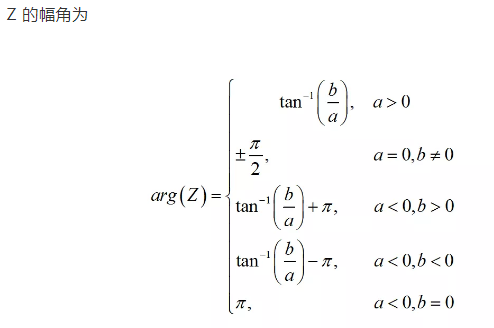 Z 的幅角为
tan⁻¹(b/a), a > 0
±π/2, a = 0, b ≠ 0
arg(Z) = { tan⁻¹(b/a) + π, a < 0, b > 0
tan⁻¹(b/a) − π, a < 0, b < 0
π, a < 0, b = 0